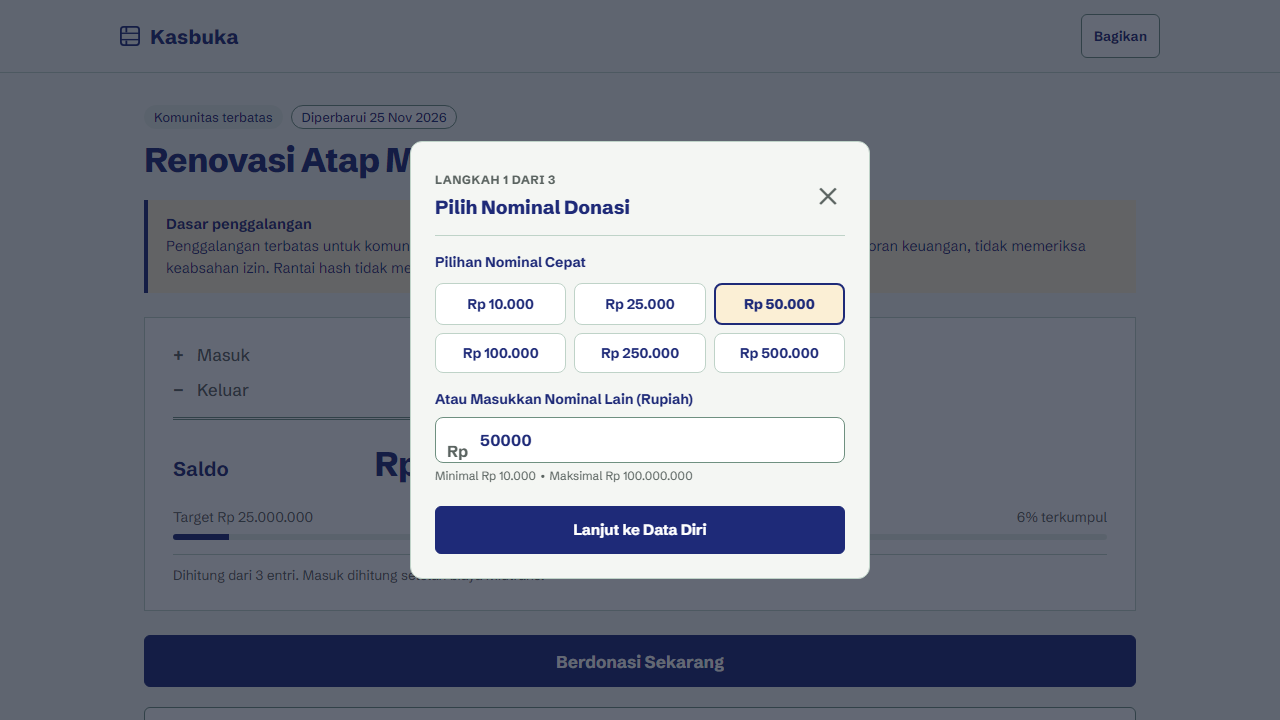 Kasbuka
Bagikan
Komunitas terbatas
Diperbarui 25 Nov 2026
Renovasi Atap
Dasar penggalangan
Penggalangan terbatas untuk komun
oran keuangan, tidak memeriksa
keabsahan izin. Rantai hash tidak me
+ Masuk
− Keluar
Saldo
Rp
Target Rp 25.000.000
6% terkumpul
Dihitung dari 3 entri. Masuk dihitung
Berdonasi Sekarang
LANGKAH 1 DARI 3
Pilih Nominal Donasi
Pilihan Nominal Cepat
Rp 10.000
Rp 25.000
Rp 50.000
Rp 100.000
Rp 250.000
Rp 500.000
Atau Masukkan Nominal Lain (Rupiah)
Rp 50000
Minimal Rp 10.000 • Maksimal Rp 100.000.000
Lanjut ke Data Diri